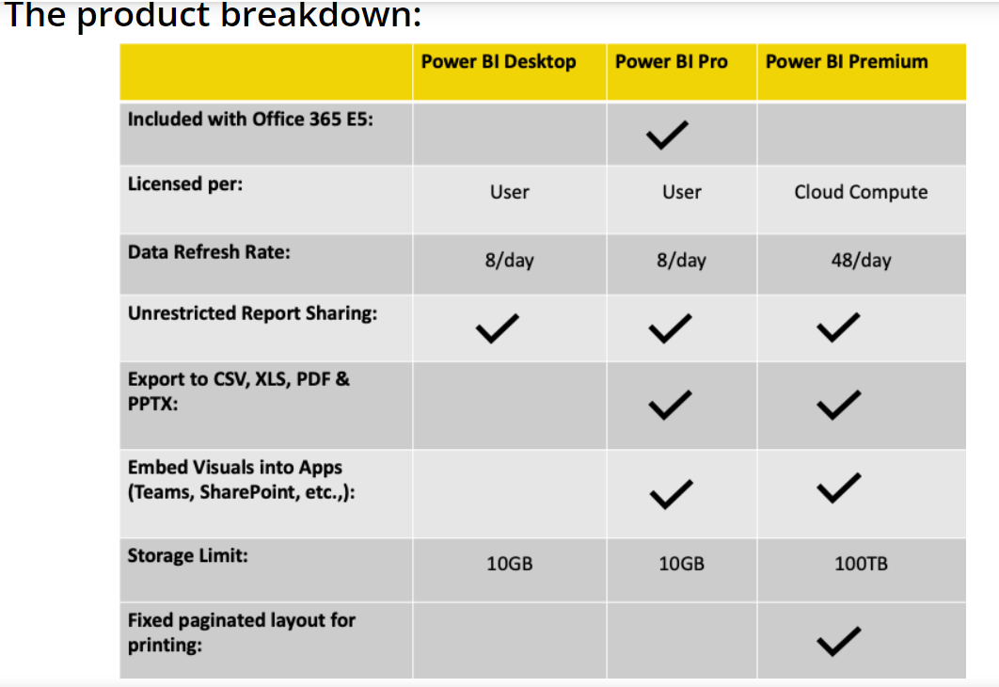 The product breakdown:
Power BI Desktop Power BI Pro Power BI Premium
Included with Office 365 E5:
Licensed per: User User Cloud Compute
Data Refresh Rate: 8/day 8/day 48/day
Unrestricted Report Sharing:
Export to CSV, XLS, PDF &
PPTX:
Embed Visuals into Apps
(Teams, SharePoint, etc.,):
Storage Limit: 10GB 10GB 100TB
Fixed paginated layout for
printing: